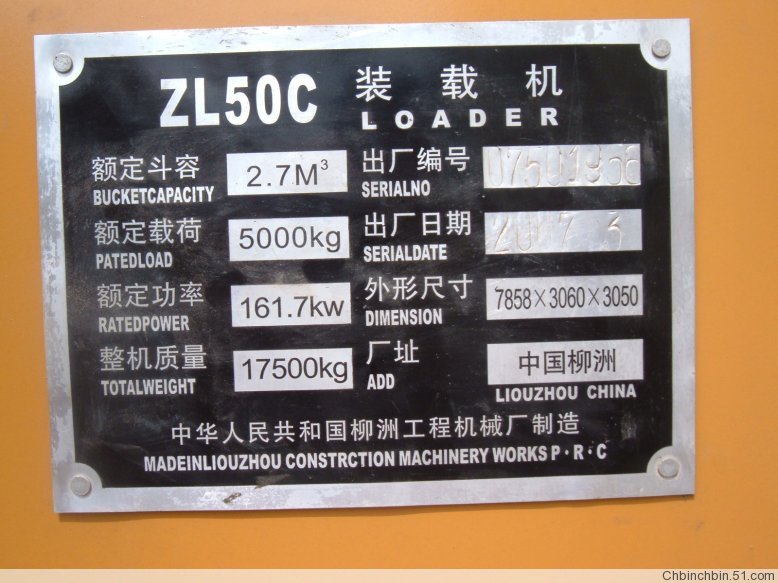 ZL50C 装载机
LOADER
额定斗容 2.7M³ 出厂编号
BUCKETCAPACITY SERIALNO
额定载荷 5000kg 出厂日期 2007 3
PATEDLOAD SERIALDATE
额定功率 161.7kw 外形尺寸 7858×3060×3050
RATEDPOWER DIMENSION
整机质量 17500kg 厂址 中国柳洲
TOTALWEIGHT ADD LIOUZHOU CHINA
中华人民共和国柳洲工程机械厂制造
MADEINLIOUZHOU CONSTRCTION MACHINERY WORKS P·R·C
Chbinchbin.51.com